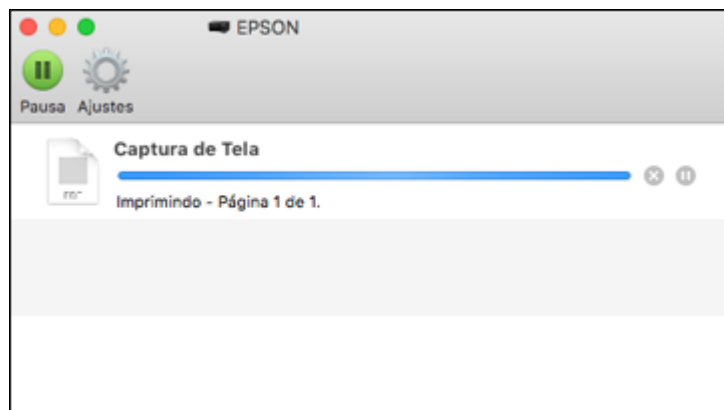 EPSON
Pausa Ajustes
Captura de Tela
Imprimindo - Página 1 de 1.